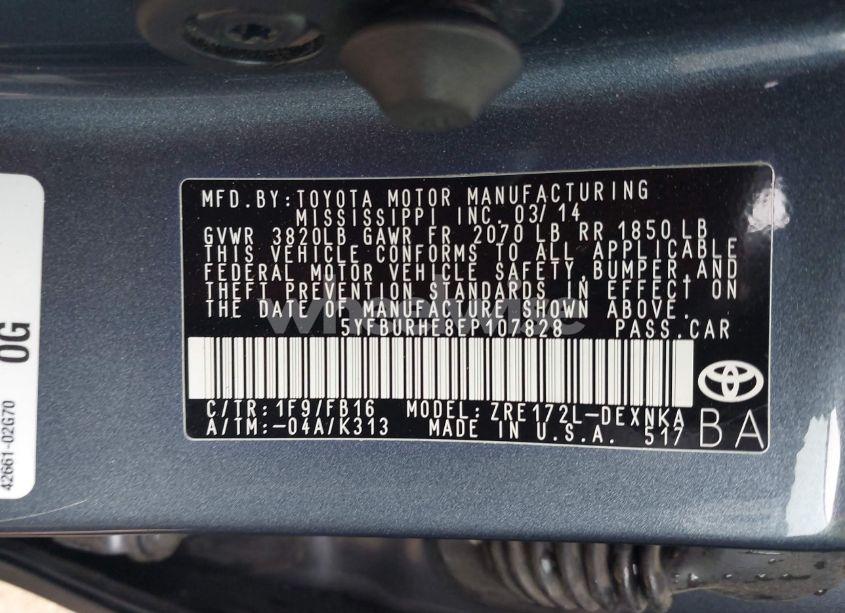 MFD.BY:TOYOTA MOTOR MANUFACTURING
MISSISSIPPI INC. 03/14
GVWR 3820LB GAWR FR 2070 LB RR 1850 LB
THIS VEHICLE CONFORMS TO ALL APPLICABLE
FEDERAL MOTOR VEHICLE SAFETY, BUMPER, AND
THEFT PREVENTION STANDARDS IN EFFECT ON
THE DATE OF MANUFACTURE SHOWN ABOVE.
5YFBURHE8EP107828 PASS.CAR
C/TR:1F9/FB16 MODEL: ZRE172L-DEXNKA
A/TM:-04A/K313 MADE IN U.S.A. 517
BA
42661-02G70
OG